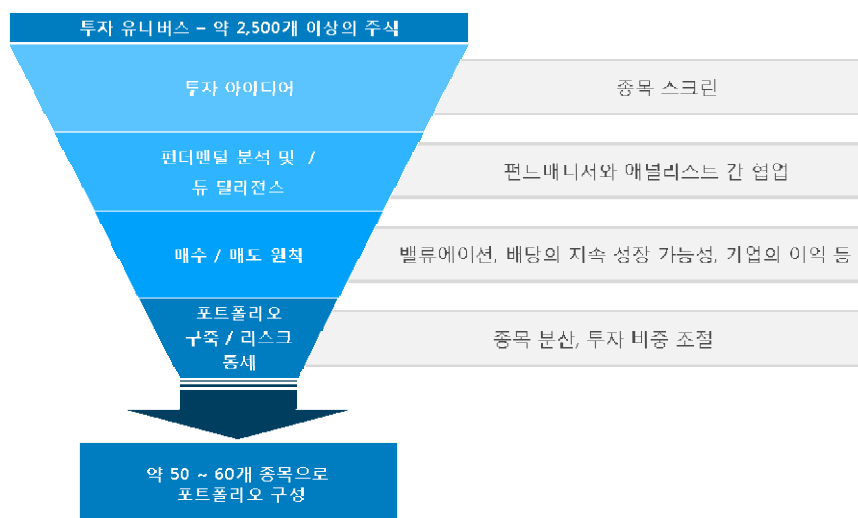 투자 유니버스 – 약 2,500개 이상의 주식
투자 아이디어
종목 스크린
펀더멘털 분석 및 /
듀 딜리전스
펀드매니저와 애널리스트 간 협업
매수 / 매도 원칙
밸류에이션, 배당의 지속 성장 가능성, 기업의 이익 등
포트폴리오
구축 / 리스크
통제
종목 분산, 투자 비중 조절
약 50 ~ 60개 종목으로
포트폴리오 구성